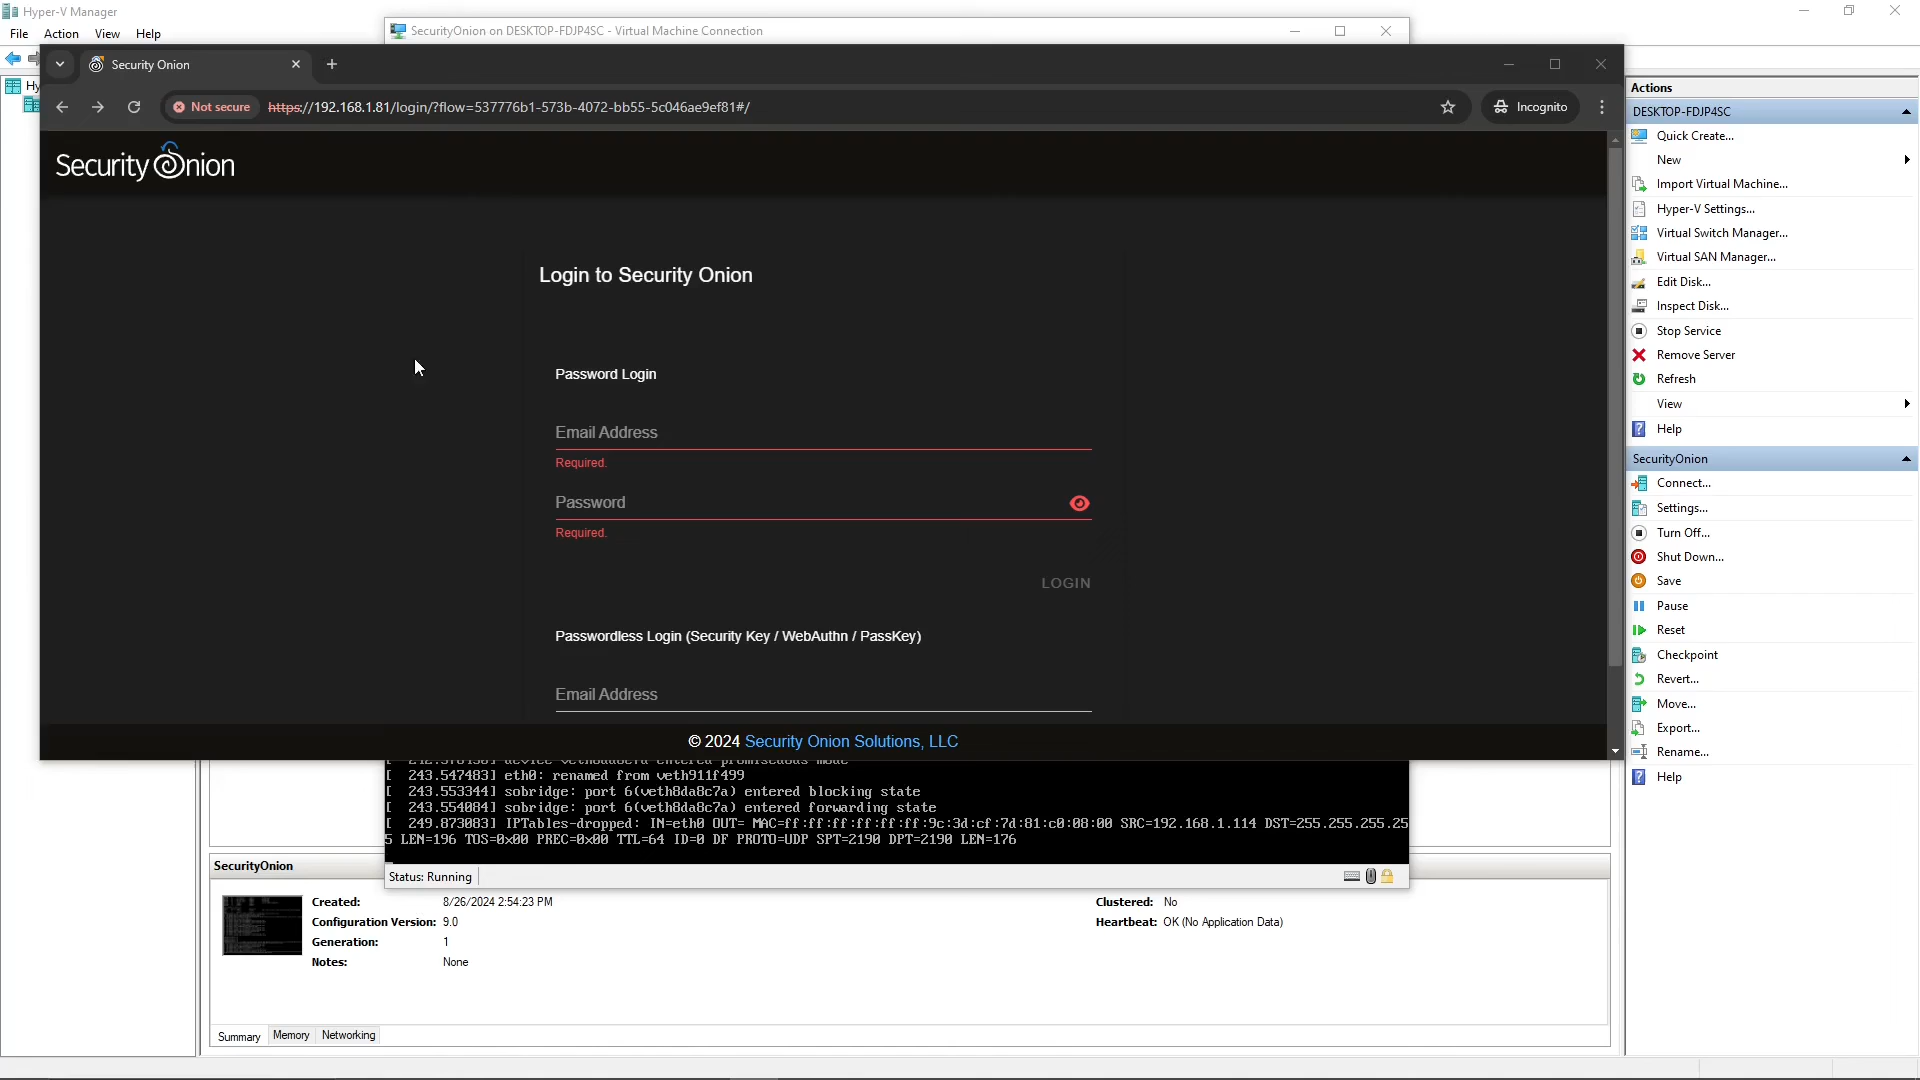 Hyper-V Manager
File Action View Help
SecurityOnion on DESKTOP-FDJP4SC - Virtual Machine Connection
Security Onion
Not secure https://192.168.1.81/login/?flow=537776b1-573b-4072-bb55-5c046ae9ef81#/
Incognito
Hy
Security Onion
Login to Security Onion
Password Login
Email Address
Required.
Password
Required.
LOGIN
Passwordless Login (Security Key / WebAuthn / PassKey)
Email Address
© 2024 Security Onion Solutions, LLC
[ 243.547483] eth0: renamed from veth911f499
[ 243.553344] sobridge: port 6(veth8da8c7a) entered blocking state
[ 243.554084] sobridge: port 6(veth8da8c7a) entered forwarding state
[ 249.873083] IPTables-dropped: IN=eth0 OUT= MAC=ff:ff:ff:ff:ff:ff:9c:3d:cf:7d:81:c0:08:00 SRC=192.168.1.114 DST=255.255.255.25
5 LEN=196 TOS=0x00 PREC=0x00 TTL=64 ID=0 DF PROTO=UDP SPT=2190 DPT=2190 LEN=176
Status: Running
SecurityOnion
Created: 8/26/2024 2:54:23 PM
Configuration Version: 9.0
Generation: 1
Notes: None
Clustered: No
Heartbeat: OK (No Application Data)
Summary Memory Networking
Actions
DESKTOP-FDJP4SC
Quick Create...
New
Import Virtual Machine...
Hyper-V Settings...
Virtual Switch Manager...
Virtual SAN Manager...
Edit Disk...
Inspect Disk...
Stop Service
Remove Server
Refresh
View
Help
SecurityOnion
Connect...
Settings...
Turn Off...
Shut Down...
Save
Pause
Reset
Checkpoint
Revert...
Move...
Export...
Rename...
Help